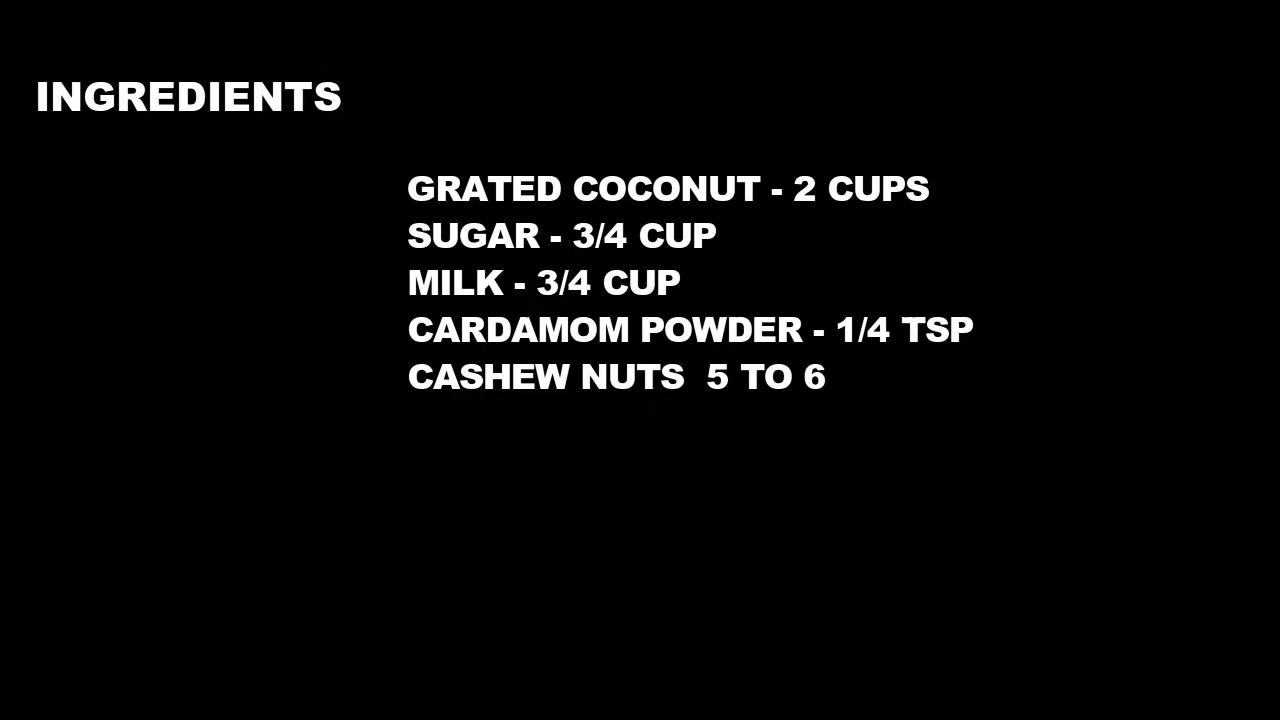 INGREDIENTS
GRATED COCONUT - 2 CUPS
SUGAR - 3/4 CUP
MILK - 3/4 CUP
CARDAMOM POWDER - 1/4 TSP
CASHEW NUTS  5 TO 6